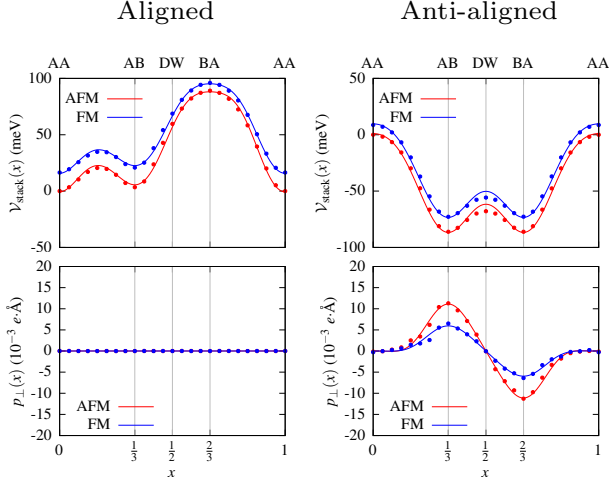 Aligned
Anti-aligned
AA AB DW BA AA
100
50
0
-50
𝒱stack(x) (meV)
AFM
FM
AA AB DW BA AA
50
0
-50
-100
𝒱stack(x) (meV)
AFM
FM
20
15
10
5
0
-5
-10
-15
-20
p⊥(x) (10⁻³ e·Å)
AFM
FM
0 1/3 1/2 2/3 1
x
20
15
10
5
0
-5
-10
-15
-20
p⊥(x) (10⁻³ e·Å)
AFM
FM
0 1/3 1/2 2/3 1
x